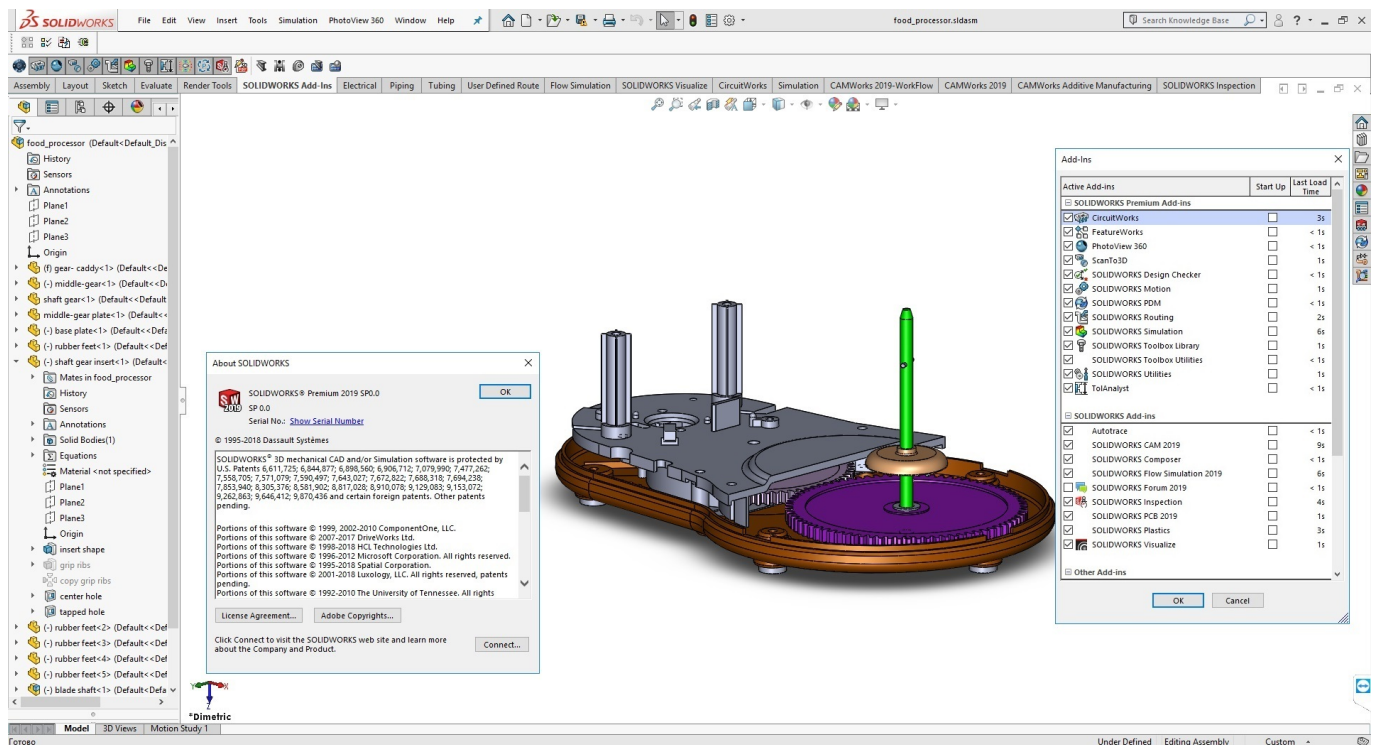 SOLIDWORKS File Edit View Insert Tools Simulation PhotoView 360 Window Help food_processor.sldasm Search Knowledge Base ?
Assembly Layout Sketch Evaluate Render Tools SOLIDWORKS Add-Ins Electrical Piping Tubing User Defined Route Flow Simulation SOLIDWORKS Visualize CircuitWorks Simulation CAMWorks 2019-WorkFlow CAMWorks 2019 CAMWorks Additive Manufacturing SOLIDWORKS Inspection
food_processor (Default<Default_Dis
History
Sensors
Annotations
Plane1
Plane2
Plane3
Origin
(f) gear- caddy<1> (Default<<De
(-) middle-gear<1> (Default<<D
shaft gear<1> (Default<<Default
middle-gear plate<1> (Default<<
(-) base plate<1> (Default<<Defa
(-) rubber feet<1> (Default<<Def
(-) shaft gear insert<1> (Default<
Mates in food_processor
History
Sensors
Annotations
Solid Bodies(1)
Equations
Material <not specified>
Plane1
Plane2
Plane3
Origin
insert shape
grip ribs
copy grip ribs
center hole
tapped hole
(-) rubber feet<2> (Default<<Def
(-) rubber feet<3> (Default<<Def
(-) rubber feet<4> (Default<<Def
(-) rubber feet<5> (Default<<Def
(-) blade shaft<1> (Default<Defa
About SOLIDWORKS
SOLIDWORKS® Premium 2019 SP0.0
OK
SW 2019
SP 0.0
Serial No.: Show Serial Number
© 1995-2018 Dassault Systèmes
SOLIDWORKS® 3D mechanical CAD and/or Simulation software is protected by
U.S. Patents 6,611,725; 6,844,877; 6,898,560; 6,906,712; 7,079,990; 7,477,262;
7,558,705; 7,571,079; 7,590,497; 7,643,027; 7,672,822; 7,688,318; 7,694,238;
7,853,940; 8,305,376; 8,581,902; 8,817,028; 8,910,078; 9,129,083; 9,153,072;
9,262,863; 9,646,412; 9,870,436 and certain foreign patents. Other patents
pending.
Portions of this software © 1999, 2002-2010 ComponentOne, LLC.
Portions of this software © 2007-2017 DriveWorks Ltd.
Portions of this software © 1998-2018 HCL Technologies Ltd.
Portions of this software © 1996-2012 Microsoft Corporation. All rights reserved.
Portions of this software © 1995-2018 Spatial Corporation.
Portions of this software © 2001-2018 Luxology, LLC. All rights reserved, patents
pending.
Portions of this software © 1992-2010 The University of Tennessee. All rights
License Agreement... Adobe Copyrights...
Click Connect to visit the SOLIDWORKS web site and learn more
about the Company and Product.
Connect...
Add-Ins
Active Add-ins Start Up Last Load Time
SOLIDWORKS Premium Add-ins
CircuitWorks 3s
FeatureWorks < 1s
PhotoView 360 < 1s
ScanTo3D 1s
SOLIDWORKS Design Checker < 1s
SOLIDWORKS Motion 1s
SOLIDWORKS PDM < 1s
SOLIDWORKS Routing 2s
SOLIDWORKS Simulation 6s
SOLIDWORKS Toolbox Library 1s
SOLIDWORKS Toolbox Utilities < 1s
SOLIDWORKS Utilities 1s
TolAnalyst < 1s
SOLIDWORKS Add-ins
Autotrace < 1s
SOLIDWORKS CAM 2019 9s
SOLIDWORKS Composer < 1s
SOLIDWORKS Flow Simulation 2019 6s
SOLIDWORKS Forum 2019 < 1s
SOLIDWORKS Inspection 4s
SOLIDWORKS PCB 2019 1s
SOLIDWORKS Plastics 3s
SOLIDWORKS Visualize 1s
Other Add-ins
OK Cancel
Y X
Z
*Dimetric
Model 3D Views Motion Study 1
Готово Under Defined Editing Assembly Custom